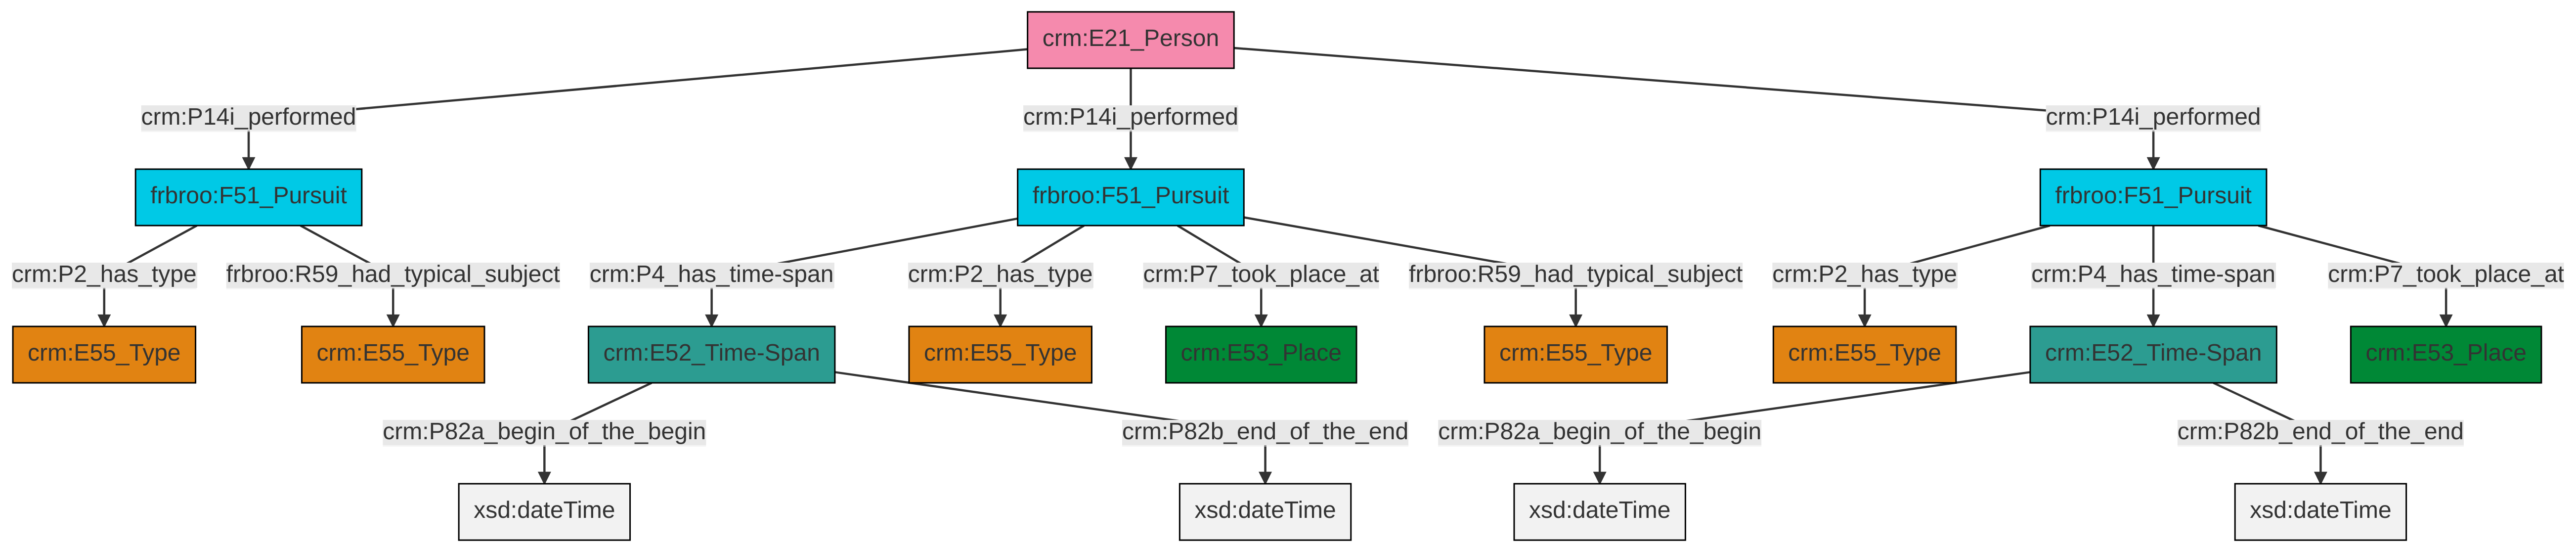 crm:E21_Person
crm:P14i_performed
crm:P14i_performed
crm:P14i_performed
frbroo:F51_Pursuit
frbroo:F51_Pursuit
frbroo:F51_Pursuit
crm:P2_has_type
frbroo:R59_had_typical_subject
crm:P4_has_time-span
crm:P2_has_type
crm:P7_took_place_at
frbroo:R59_had_typical_subject
crm:P2_has_type
crm:P4_has_time-span
crm:P7_took_place_at
crm:E55_Type
crm:E55_Type
crm:E52_Time-Span
crm:E55_Type
crm:E53_Place
crm:E55_Type
crm:E55_Type
crm:E52_Time-Span
crm:E53_Place
crm:P82a_begin_of_the_begin
crm:P82b_end_of_the_end
crm:P82a_begin_of_the_begin
crm:P82b_end_of_the_end
xsd:dateTime
xsd:dateTime
xsd:dateTime
xsd:dateTime